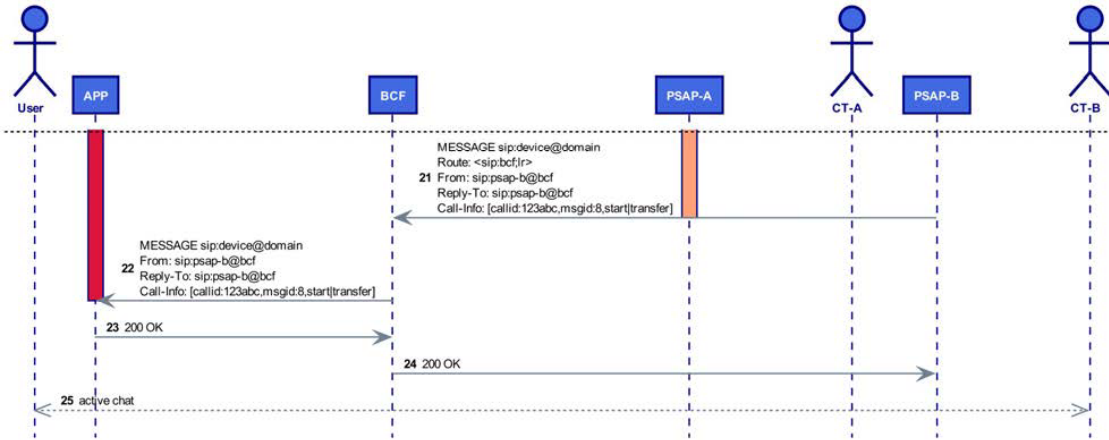 User
APP
BCF
PSAP-A
CT-A
PSAP-B
CT-B
MESSAGE sip:device@domain
Route: <sip:bcf;lr>
21 From: sip:psap-b@bcf
Reply-To: sip:psap-b@bcf
Call-Info: [callid:123abc,msgid:8,start|transfer]
MESSAGE sip:device@domain
22 From: sip:psap-b@bcf
Reply-To: sip:psap-b@bcf
Call-Info: [callid:123abc,msgid:8,start|transfer]
23 200 OK
24 200 OK
25 active chat